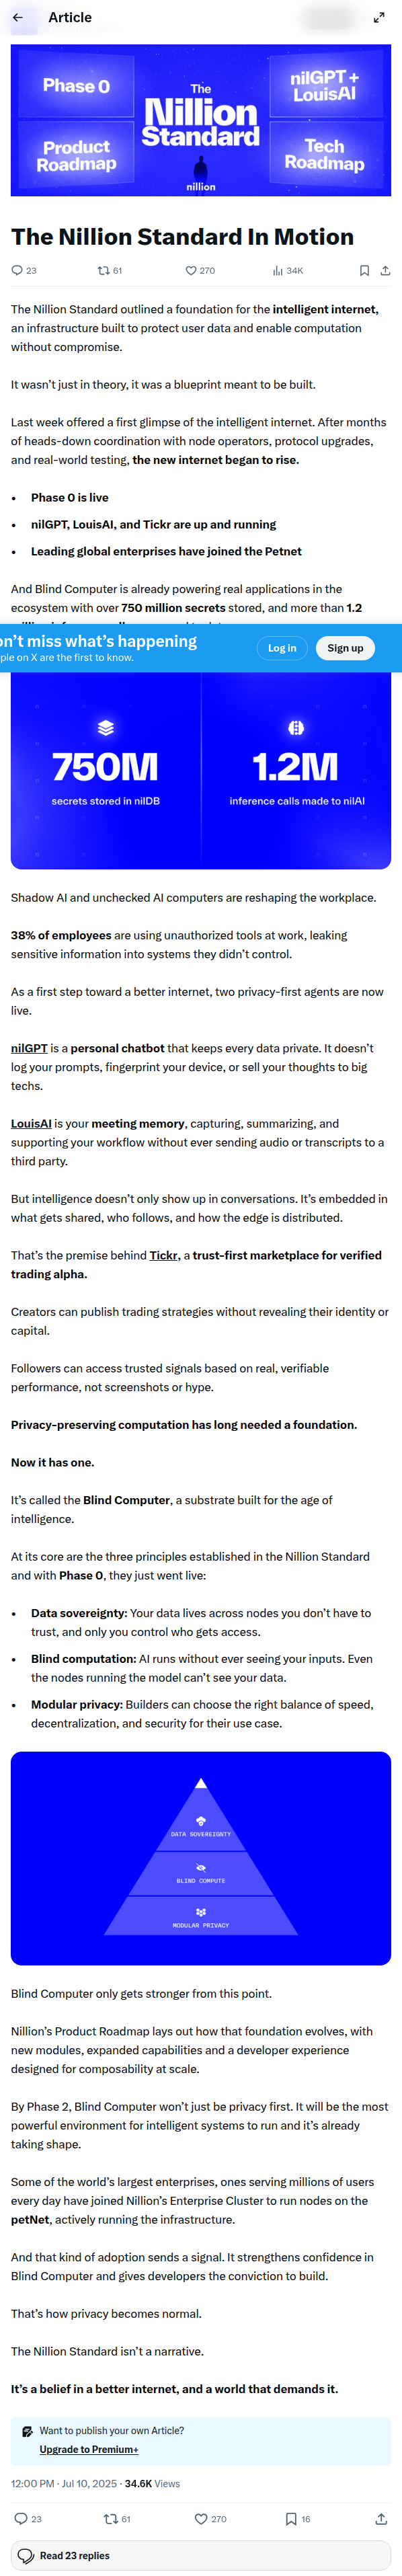 Article
Phase 0
Product
Roadmap
The
Nillion
Standard
nillion
nilGPT +
LouisAI
Tech
Roadmap
The Nillion Standard In Motion
23 61 270 34K
The Nillion Standard outlined a foundation for the intelligent internet,
an infrastructure built to protect user data and enable computation
without compromise.
It wasn't just in theory, it was a blueprint meant to be built.
Last week offered a first glimpse of the intelligent internet. After months
of heads-down coordination with node operators, protocol upgrades,
and real-world testing, the new internet began to rise.
• Phase 0 is live
• nilGPT, LouisAI, and Tickr are up and running
• Leading global enterprises have joined the Petnet
And Blind Computer is already powering real applications in the
ecosystem with over 750 million secrets stored, and more than 1.2
on't miss what's happening
ple on X are the first to know.
Log in
Sign up
750M
secrets stored in nilDB
1.2M
inference calls made to nilAI
Shadow AI and unchecked AI computers are reshaping the workplace.
38% of employees are using unauthorized tools at work, leaking
sensitive information into systems they didn't control.
As a first step toward a better internet, two privacy-first agents are now
live.
nilGPT is a personal chatbot that keeps every data private. It doesn't
log your prompts, fingerprint your device, or sell your thoughts to big
techs.
LouisAI is your meeting memory, capturing, summarizing, and
supporting your workflow without ever sending audio or transcripts to a
third party.
But intelligence doesn't only show up in conversations. It's embedded in
what gets shared, who follows, and how the edge is distributed.
That's the premise behind Tickr, a trust-first marketplace for verified
trading alpha.
Creators can publish trading strategies without revealing their identity or
capital.
Followers can access trusted signals based on real, verifiable
performance, not screenshots or hype.
Privacy-preserving computation has long needed a foundation.
Now it has one.
It's called the Blind Computer, a substrate built for the age of
intelligence.
At its core are the three principles established in the Nillion Standard
and with Phase 0, they just went live:
• Data sovereignty: Your data lives across nodes you don't have to
trust, and only you control who gets access.
• Blind computation: AI runs without ever seeing your inputs. Even
the nodes running the model can't see your data.
• Modular privacy: Builders can choose the right balance of speed,
decentralization, and security for their use case.
DATA SOVEREIGNTY
BLIND COMPUTE
MODULAR PRIVACY
Blind Computer only gets stronger from this point.
Nillion's Product Roadmap lays out how that foundation evolves, with
new modules, expanded capabilities and a developer experience
designed for composability at scale.
By Phase 2, Blind Computer won't just be privacy first. It will be the most
powerful environment for intelligent systems to run and it's already
taking shape.
Some of the world's largest enterprises, ones serving millions of users
every day have joined Nillion's Enterprise Cluster to run nodes on the
petNet, actively running the infrastructure.
And that kind of adoption sends a signal. It strengthens confidence in
Blind Computer and gives developers the conviction to build.
That's how privacy becomes normal.
The Nillion Standard isn't a narrative.
It's a belief in a better internet, and a world that demands it.
Want to publish your own Article?
Upgrade to Premium+
12:00 PM · Jul 10, 2025 · 34.6K Views
23 61 270 16
Read 23 replies